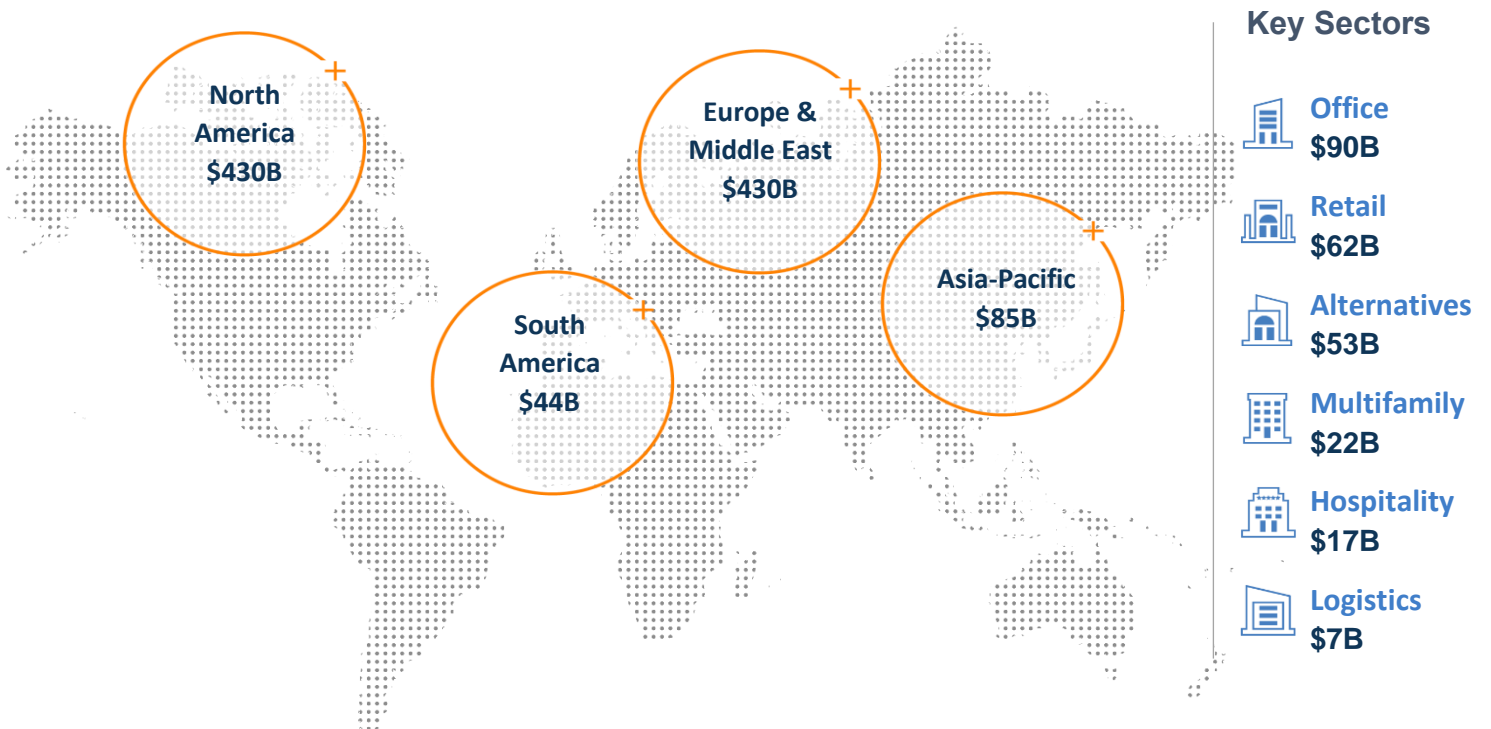 North
America
$430B
Europe &
Middle East
$430B
South
America
$44B
Asia-Pacific
$85B
Key Sectors
Office
$90B
Retail
$62B
Alternatives
$53B
Multifamily
$22B
Hospitality
$17B
Logistics
$7B